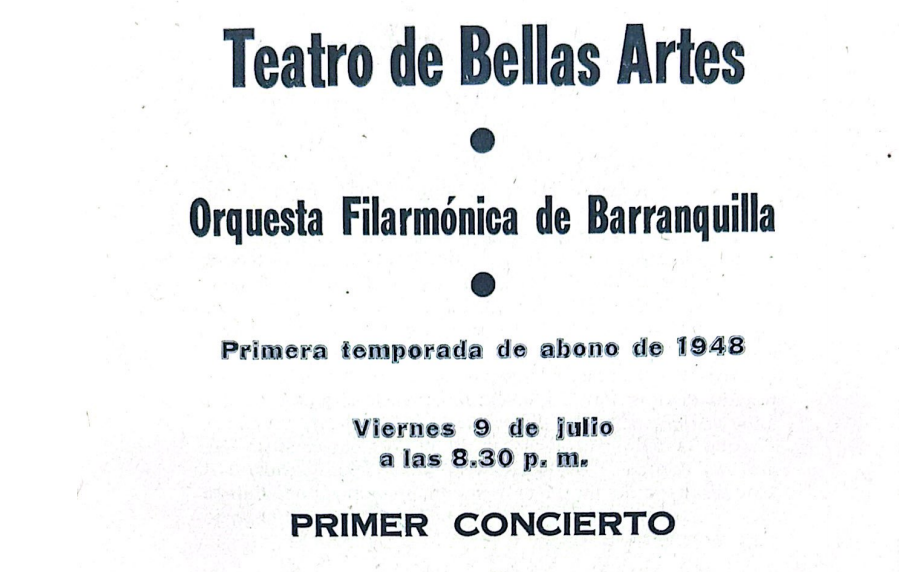 Teatro de Bellas Artes
Orquesta Filarmónica de Barranquilla
Primera temporada de abono de 1948
Viernes 9 de julio
a las 8.30 p. m.
PRIMER CONCIERTO